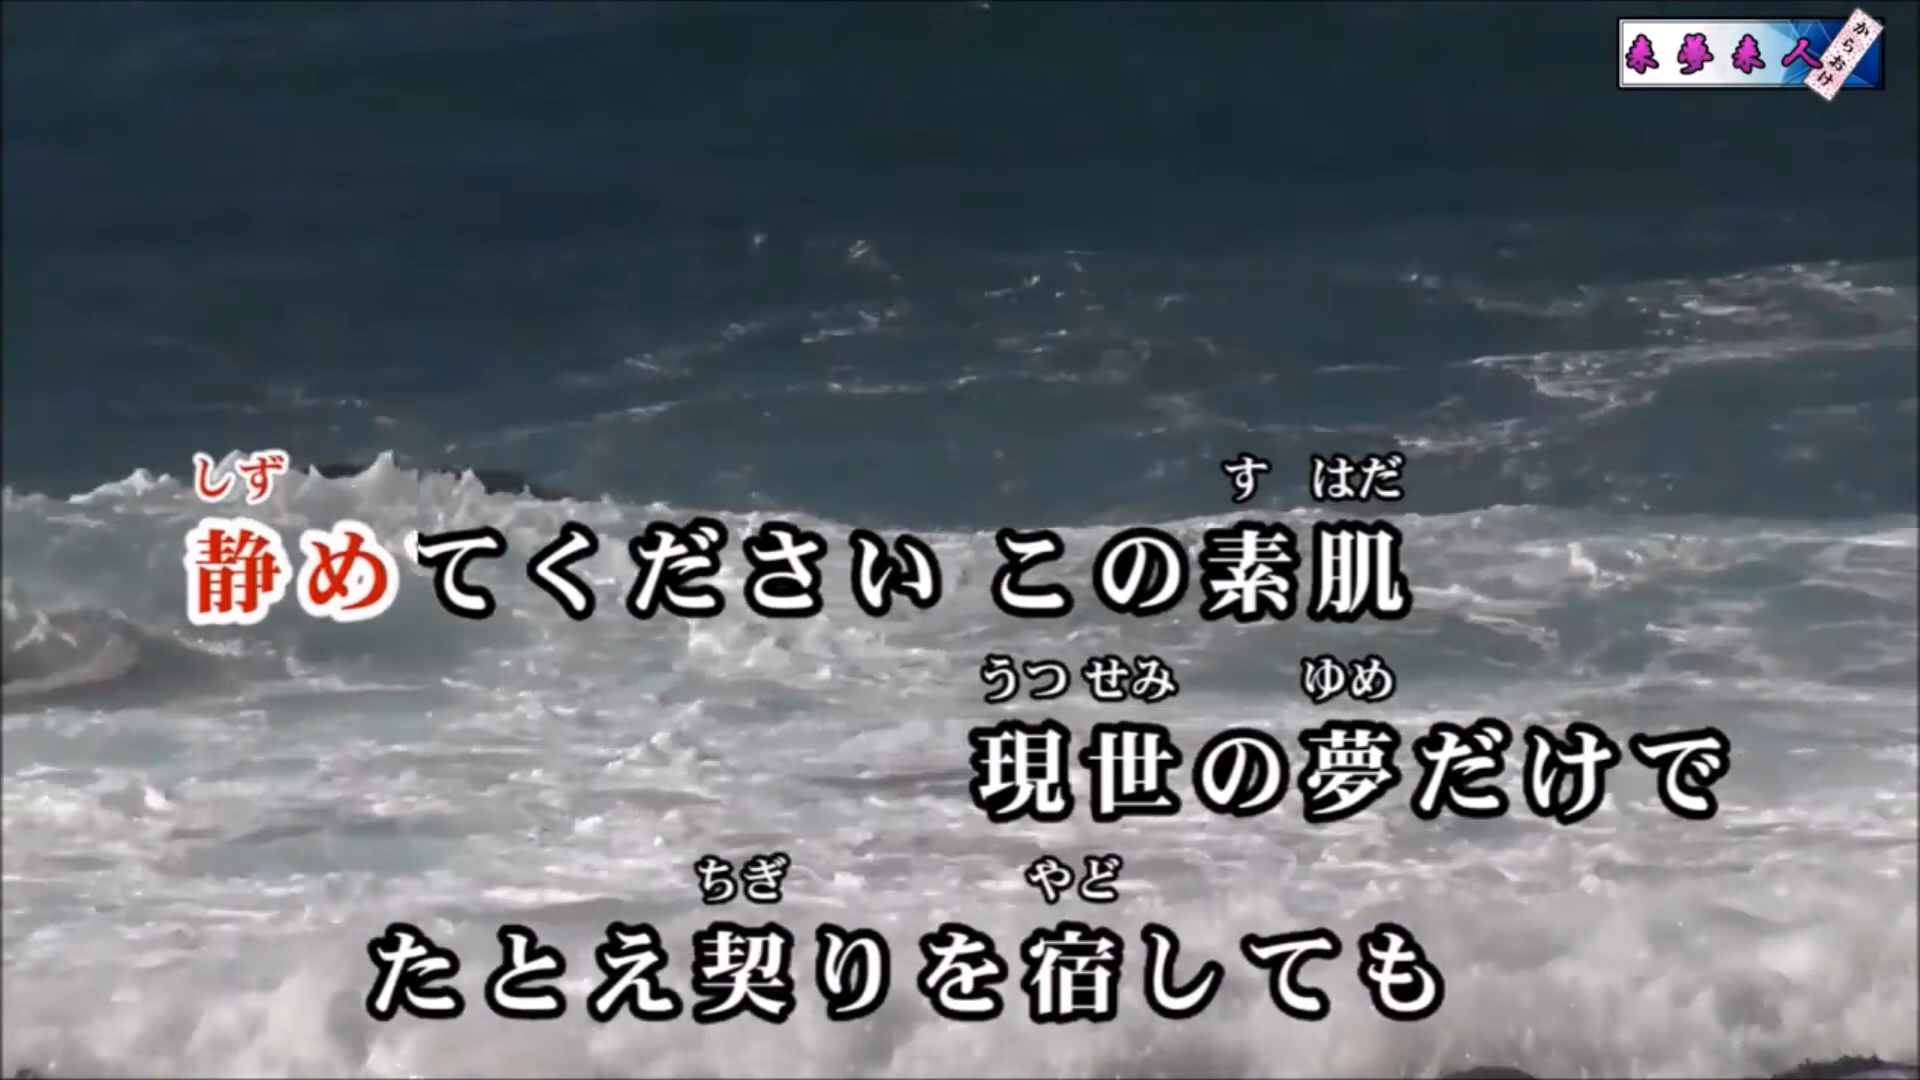 来夢来人
からおけ
しず す はだ
静めてください この素肌
うつ せみ ゆめ
現世の夢だけで
ちぎ やど
たとえ契りを宿しても